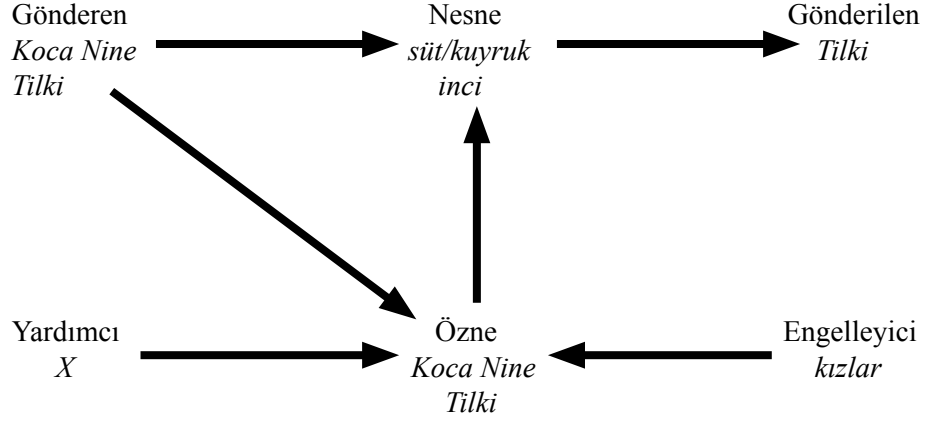 Gönderen
Koca Nine
Tilki
Nesne
süt/kuyruk
inci
Gönderilen
Tilki
Yardımcı
X
Özne
Koca Nine
Tilki
Engelleyici
kızlar